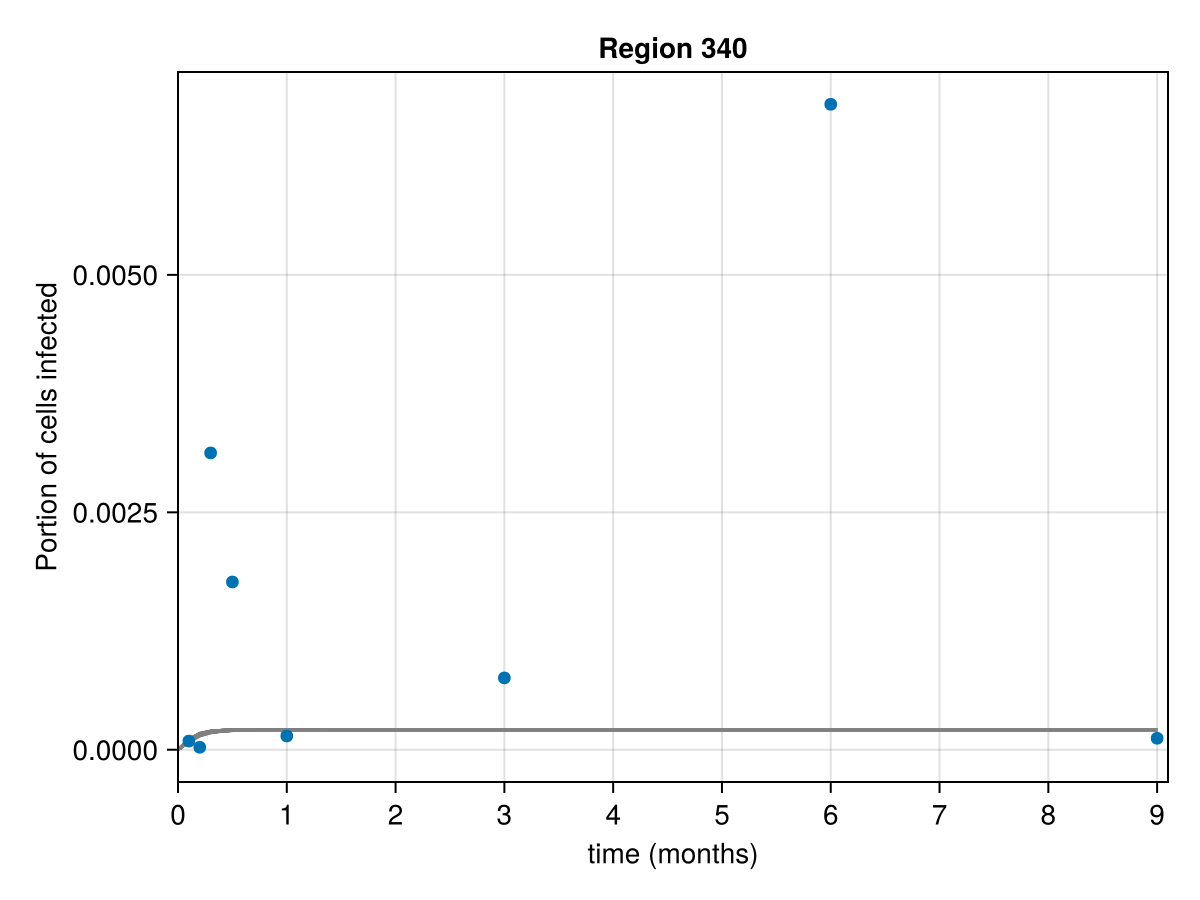 Region 340
Portion of cells infected
0.0050
0.0025
0.0000
0 1 2 3 4 5 6 7 8 9
time (months)